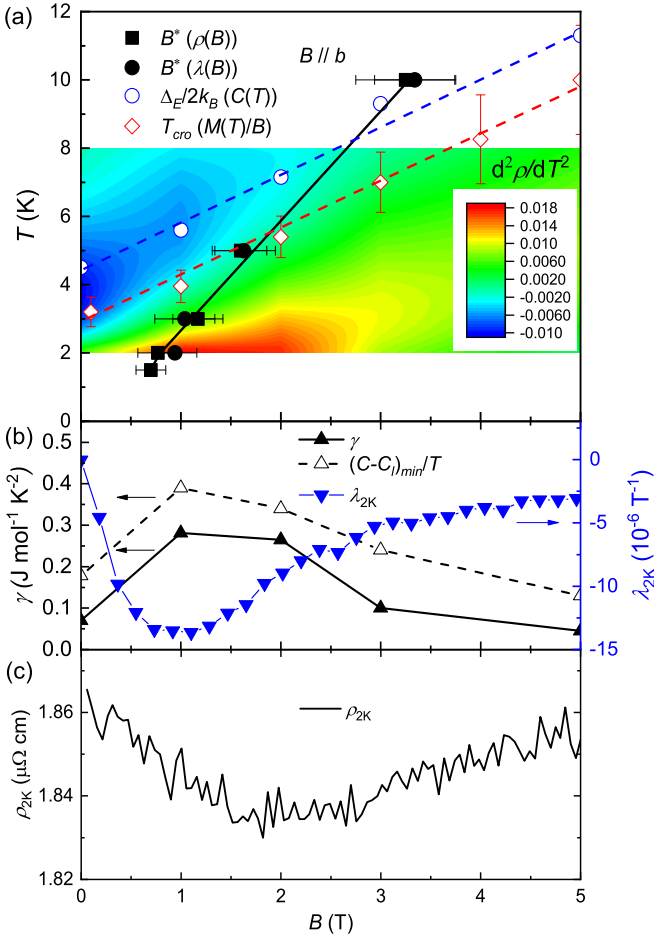 (a)
B* (ρ(B))
B* (λ(B))
Δ_E/2k_B (C(T))
T_cro (M(T)/B)
B // b
12
10
8
6
4
2
0
T (K)
d²ρ/dT²
0.018
0.014
0.010
0.0060
0.0020
-0.0020
-0.0060
-0.010
(b)
γ
(C-C_l)_min/T
λ_2K
0.5
0.4
0.3
0.2
0.1
0.0
γ (J mol⁻¹ K⁻²)
0
-5
-10
-15
λ_2K (10⁻⁶ T⁻¹)
(c)
ρ_2K
1.86
1.84
1.82
ρ_2K (μΩ cm)
0 1 2 3 4 5
B (T)